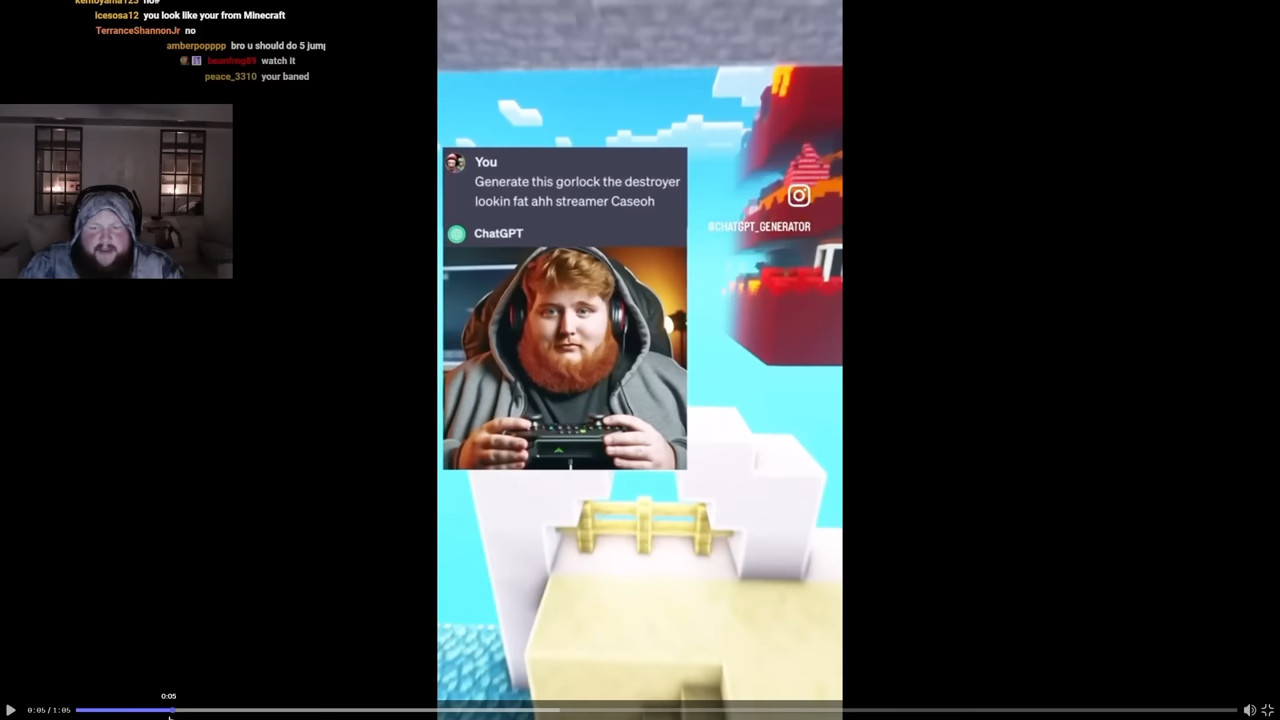 icesosa12 you look like your from Minecraft
TerranceShannonJr no
amberpopppp bro u should do 5 jum
beanfrog89 watch it
peace_3310 your baned
You
Generate this gorlock the destroyer
lookin fat ahh streamer Caseoh
ChatGPT
@CHATGPT_GENERATOR
0:05
0:05 / 1:05